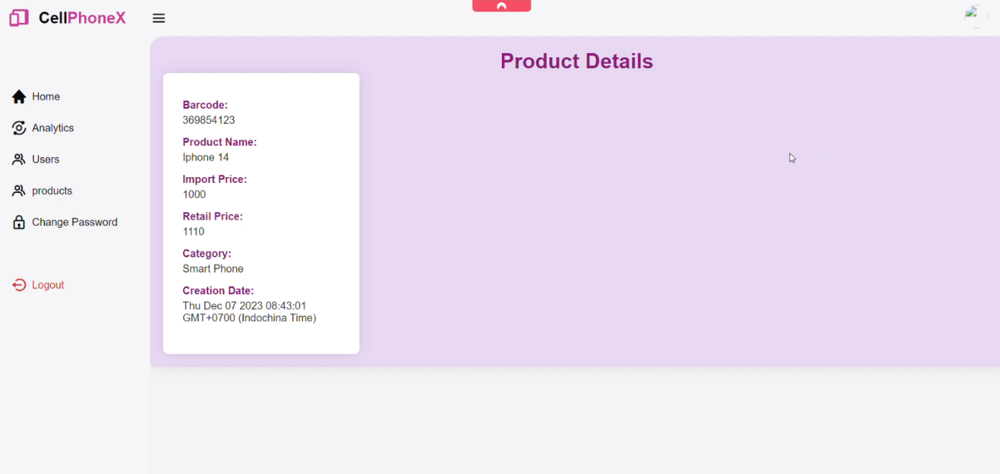 CellPhoneX
Home
Analytics
Users
products
Change Password
Logout
Product Details
Barcode:
369854123
Product Name:
Iphone 14
Import Price:
1000
Retail Price:
1110
Category:
Smart Phone
Creation Date:
Thu Dec 07 2023 08:43:01
GMT+0700 (Indochina Time)